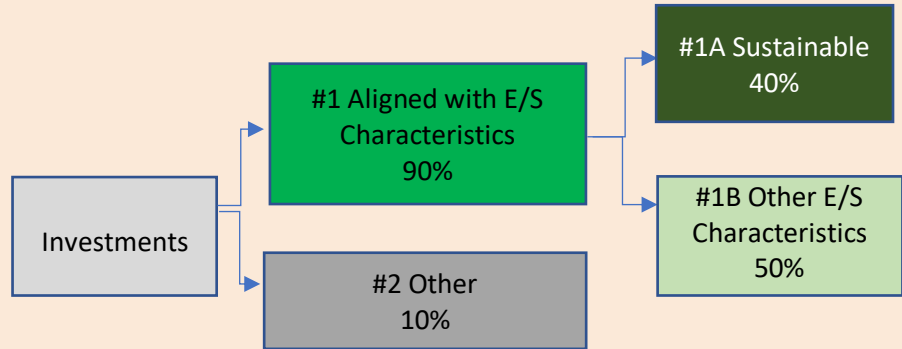 Investments
#1 Aligned with E/S
Characteristics
90%
#2 Other
10%
#1A Sustainable
40%
#1B Other E/S
Characteristics
50%